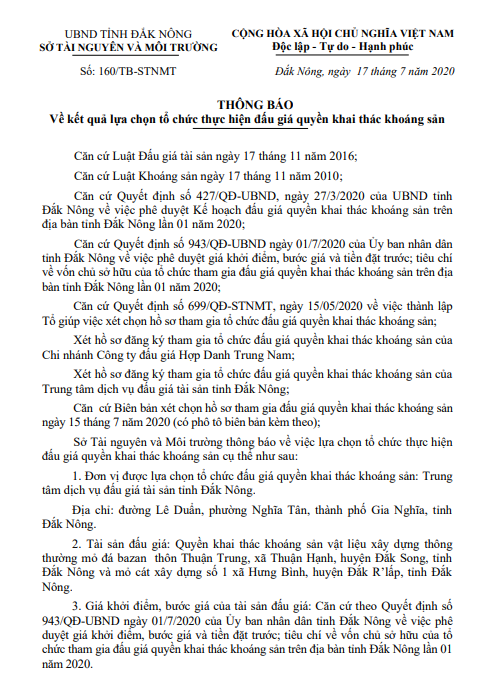 UBND TỈNH ĐẮK NÔNG
SỞ TÀI NGUYÊN VÀ MÔI TRƯỜNG
CỘNG HÒA XÃ HỘI CHỦ NGHĨA VIỆT NAM
Độc lập - Tự do - Hạnh phúc
Số: 160/TB-STNMT
Đắk Nông, ngày 17 tháng 7 năm 2020
THÔNG BÁO
Về kết quả lựa chọn tổ chức thực hiện đấu giá quyền khai thác khoáng sản
Căn cứ Luật Đấu giá tài sản ngày 17 tháng 11 năm 2016;
Căn cứ Luật Khoáng sản ngày 17 tháng 11 năm 2010;
Căn cứ Quyết định số 427/QĐ-UBND, ngày 27/3/2020 của UBND tỉnh
Đắk Nông về việc phê duyệt Kế hoạch đấu giá quyền khai thác khoáng sản trên
địa bàn tỉnh Đắk Nông lần 01 năm 2020;
Căn cứ Quyết định số 943/QĐ-UBND ngày 01/7/2020 của Ủy ban nhân dân
tỉnh Đắk Nông về việc phê duyệt giá khởi điểm, bước giá và tiền đặt trước; tiêu chí
về vốn chủ sở hữu của tổ chức tham gia đấu giá quyền khai thác khoáng sản trên địa
bàn tỉnh Đắk Nông lần 01 năm 2020;
Căn cứ Quyết định số 699/QĐ-STNMT, ngày 15/05/2020 về việc thành lập
Tổ giúp việc xét chọn hồ sơ tham gia tổ chức đấu giá quyền khai thác khoáng sản;
Xét hồ sơ đăng ký tham gia tổ chức đấu giá quyền khai thác khoáng sản của
Chi nhánh Công ty đấu giá Hợp Danh Trung Nam;
Xét hồ sơ đăng ký tham gia tổ chức đấu giá quyền khai thác khoáng sản của
Trung tâm dịch vụ đấu giá tài sản tỉnh Đắk Nông;
Căn cứ Biên bản xét chọn hồ sơ tham gia đấu giá quyền khai thác khoáng sản
ngày 15 tháng 7 năm 2020 (có phô tô biên bản kèm theo);
Sở Tài nguyên và Môi trường thông báo về việc lựa chọn tổ chức thực hiện
đấu giá quyền khai thác khoáng sản cụ thể như sau:
1. Đơn vị được lựa chọn tổ chức đấu giá quyền khai thác khoáng sản: Trung
tâm dịch vụ đấu giá tài sản tỉnh Đắk Nông.
Địa chỉ: đường Lê Duẩn, phường Nghĩa Tân, thành phố Gia Nghĩa, tỉnh
Đắk Nông.
2. Tài sản đấu giá: Quyền khai thác khoáng sản vật liệu xây dựng thông
thường mỏ đá bazan thôn Thuận Trung, xã Thuận Hạnh, huyện Đắk Song, tỉnh
Đắk Nông và mỏ cát xây dựng số 1 xã Hưng Bình, huyện Đắk R'lấp, tỉnh Đắk
Nông.
3. Giá khởi điểm, bước giá của tài sản đấu giá: Căn cứ theo Quyết định số
943/QĐ-UBND ngày 01/7/2020 của Ủy ban nhân dân tỉnh Đắk Nông về việc phê
duyệt giá khởi điểm, bước giá và tiền đặt trước; tiêu chí về vốn chủ sở hữu của tổ
chức tham gia đấu giá quyền khai thác khoáng sản trên địa bàn tỉnh Đắk Nông lần 01
năm 2020.